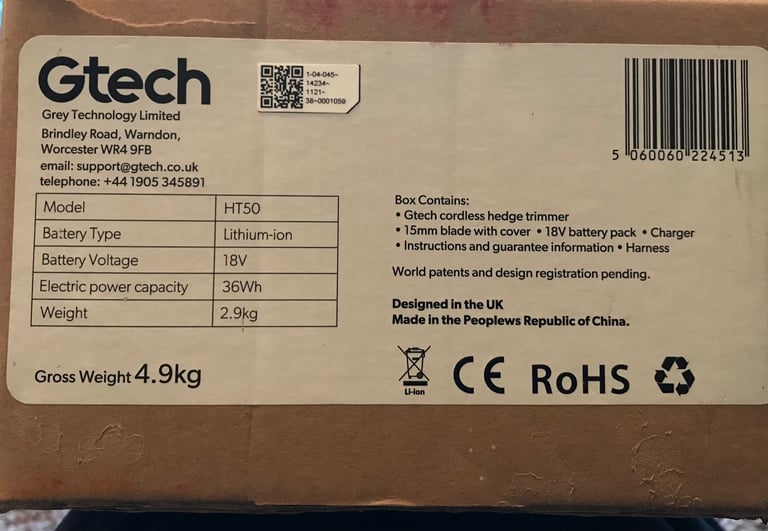 Gtech
Grey Technology Limited
Brindley Road, Warndon,
Worcester WR4 9FB
email: support@gtech.co.uk
telephone: +44 1905 345891
1-04-045-
14234-
1121-
38-0001059
5 060060 224513
Model HT50
Battery Type Lithium-ion
Battery Voltage 18V
Electric power capacity 36Wh
Weight 2.9kg
Gross Weight 4.9kg
Box Contains:
• Gtech cordless hedge trimmer
• 15mm blade with cover • 18V battery pack • Charger
• Instructions and guarantee information • Harness
World patents and design registration pending.
Designed in the UK
Made in the Peoplews Republic of China.
Li-ion
CE RoHS